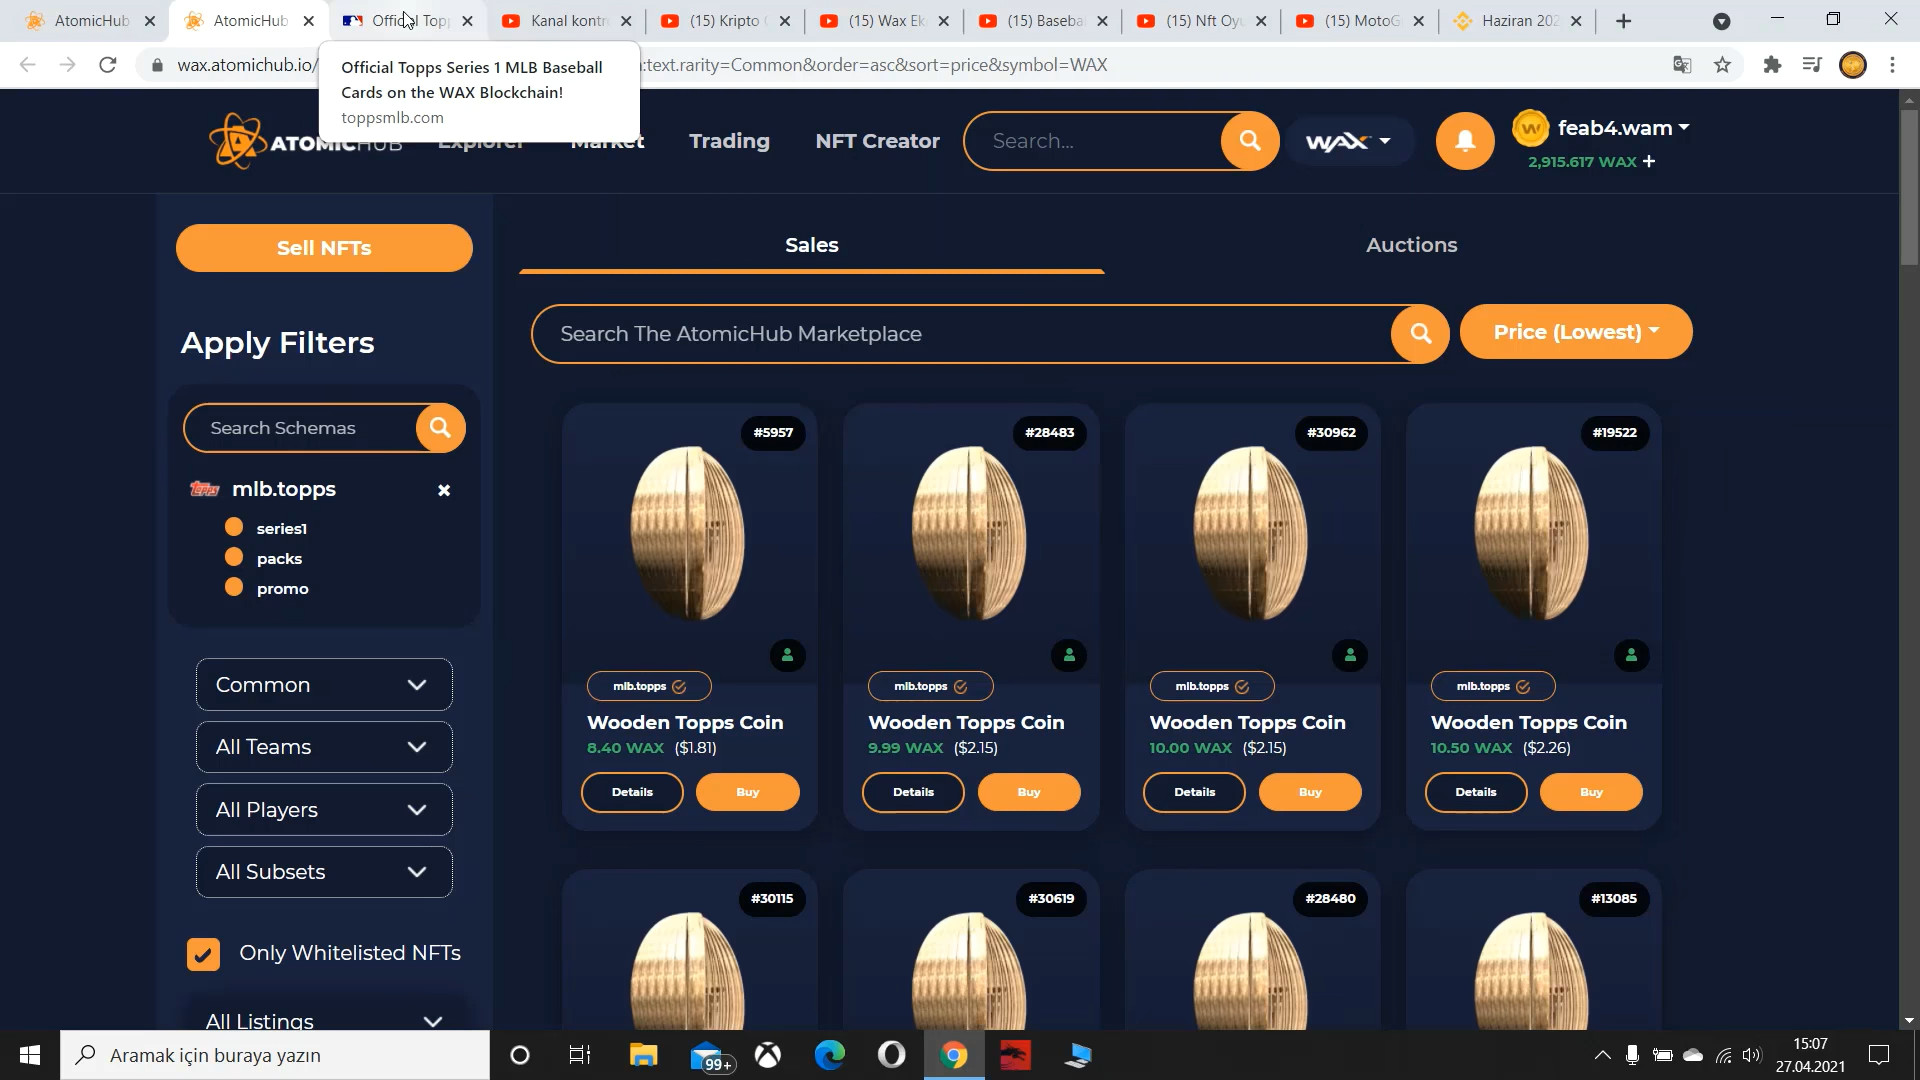 AtomicHub
AtomicHub
Official Topp
Kanal kontr
(15) Kripto
(15) Wax Ek
(15) Baseba
(15) Nft Oyu
(15) MotoG
Haziran 202
wax.atomichub.io/
:text.rarity=Common&order=asc&sort=price&symbol=WAX
Official Topps Series 1 MLB Baseball
Cards on the WAX Blockchain!
toppsmlb.com
ATOMICHUB
Explorer
Market
Trading
NFT Creator
Search...
WAX
feab4.wam
2,915.617 WAX +
Sell NFTs
Sales
Auctions
Apply Filters
Search The AtomicHub Marketplace
Price (Lowest)
Search Schemas
Topps mlb.topps
series1
packs
promo
Common
All Teams
All Players
All Subsets
Only Whitelisted NFTs
All Listings
#5957
#28483
#30962
#19522
mlb.topps
mlb.topps
mlb.topps
mlb.topps
Wooden Topps Coin
Wooden Topps Coin
Wooden Topps Coin
Wooden Topps Coin
8.40 WAX ($1.81)
9.99 WAX ($2.15)
10.00 WAX ($2.15)
10.50 WAX ($2.26)
Details
Buy
Details
Buy
Details
Buy
Details
Buy
#30115
#30619
#28480
#13085
Aramak için buraya yazın
99+
15:07
27.04.2021